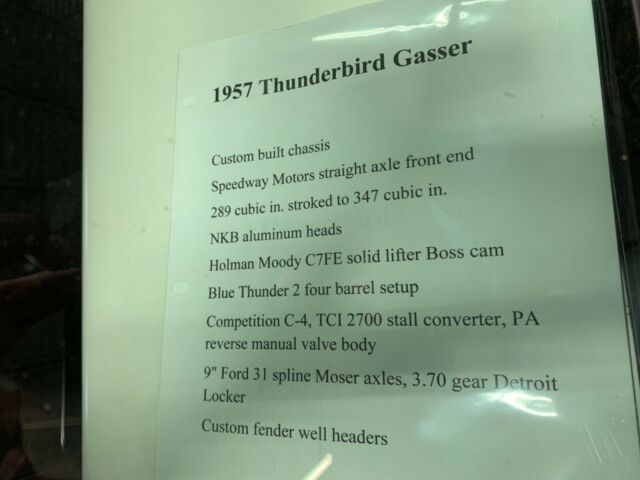 1957 Thunderbird Gasser
Custom built chassis
Speedway Motors straight axle front end
289 cubic in. stroked to 347 cubic in.
NKB aluminum heads
Holman Moody C7FE solid lifter Boss cam
Blue Thunder 2 four barrel setup
Competition C-4, TCI 2700 stall converter, PA
reverse manual valve body
9" Ford 31 spline Moser axles, 3.70 gear Detroit
Locker
Custom fender well headers